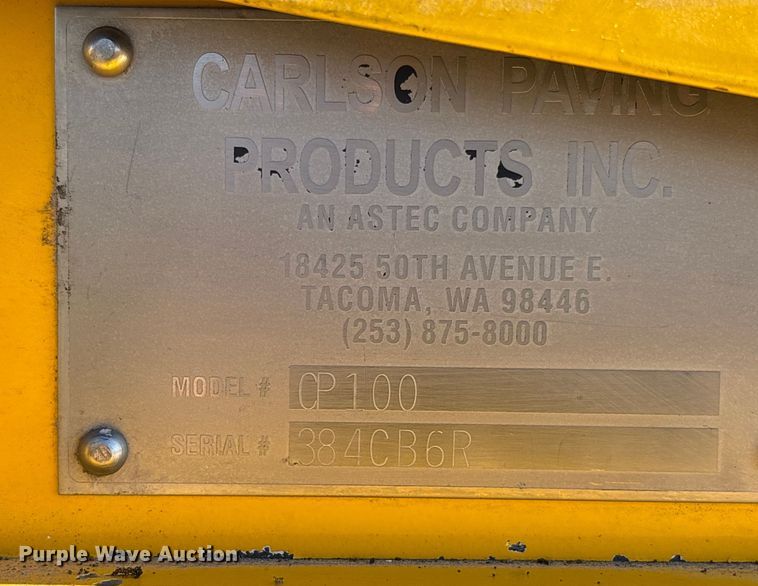 CARLSON PAVING
PRODUCTS INC.
AN ASTEC COMPANY
18425 50TH AVENUE E.
TACOMA, WA 98446
(253) 875-8000
MODEL # CP100
SERIAL # 384CB6R
Purple Wave Auction